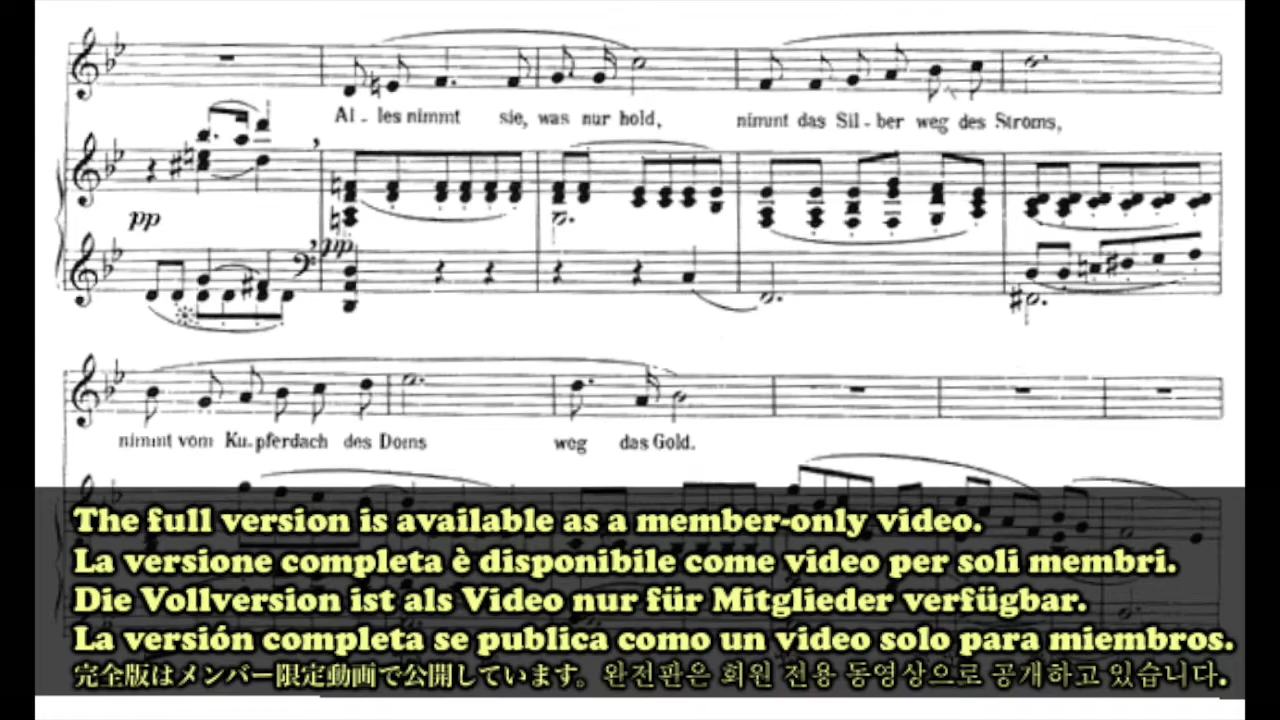 Al - les nimmt sie, was nur hold, nimmt das Sil - ber weg des Stroms,
pp
pp
nimmt vom Ku - pferdach des Doms weg das Gold.
The full version is available as a member-only video.
La versione completa è disponibile come video per soli membri.
Die Vollversion ist als Video nur für Mitglieder verfügbar.
La versión completa se publica como un video solo para miembros.
完全版はメンバー限定動画で公開しています。완전판은 회원 전용 동영상으로 공개하고 있습니다.